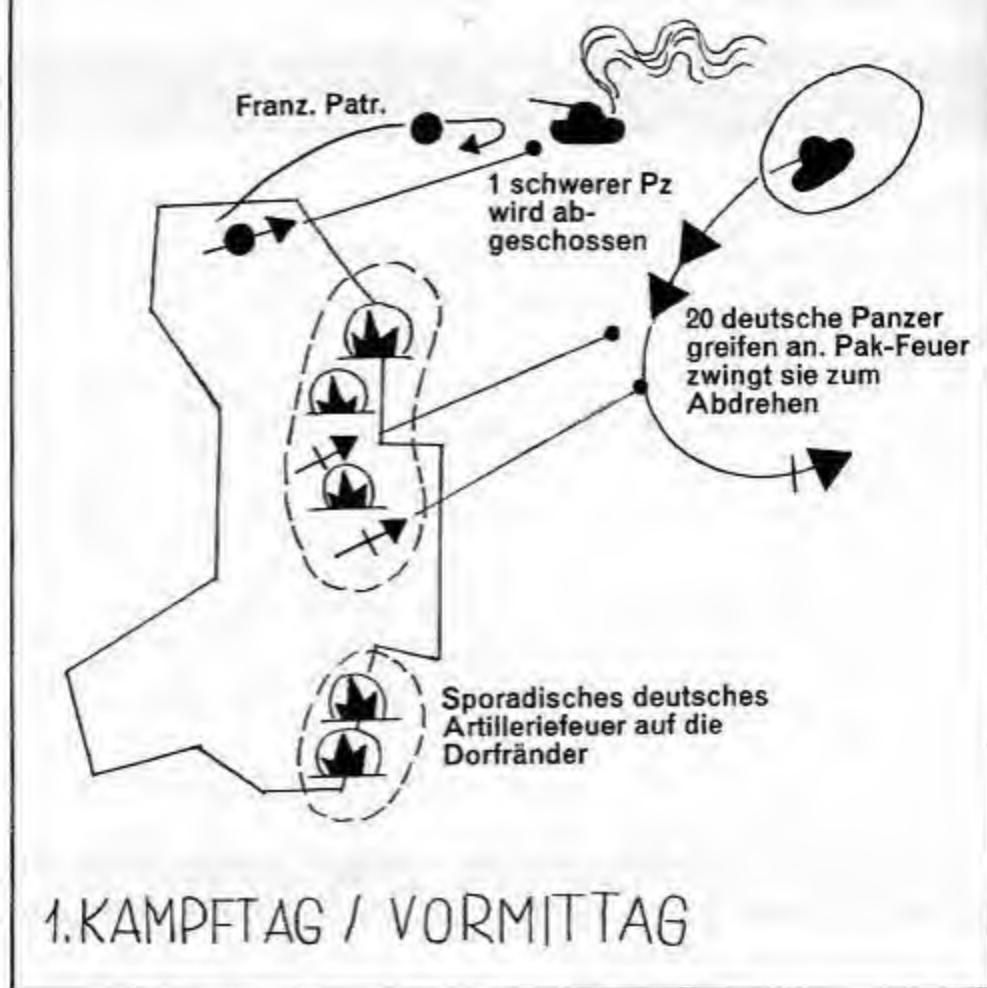 Franz. Patr.
1 schwerer Pz
wird ab-
geschossen
20 deutsche Panzer
greifen an. Pak-Feuer
zwingt sie zum
Abdrehen
Sporadisches deutsches
Artilleriefeuer auf die
Dorfränder
1. KAMPFTAG / VORMITTAG